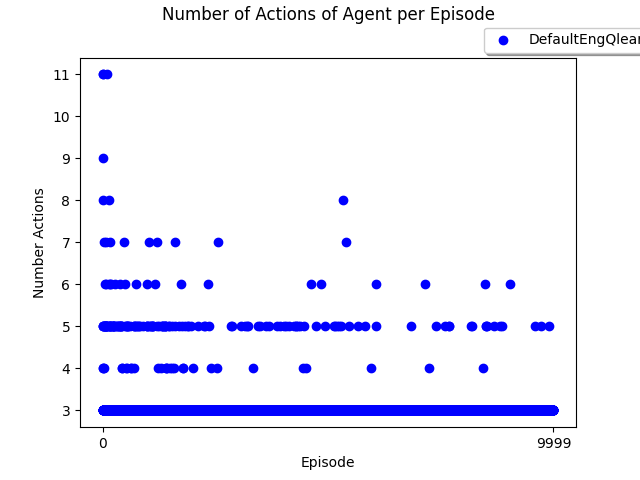 Number of Actions of Agent per Episode
DefaultEngQlear
11
10
9
8
7
6
5
4
3
Number Actions
0
9999
Episode